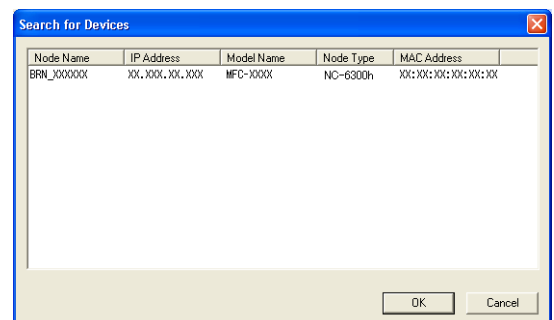 Search for Devices
Node Name IP Address Model Name Node Type MAC Address
BRN_XXXXXX XX.XXX.XX.XXX MFC-XXXX NC-6300h XX:XX:XX:XX:XX:XX
OK Cancel